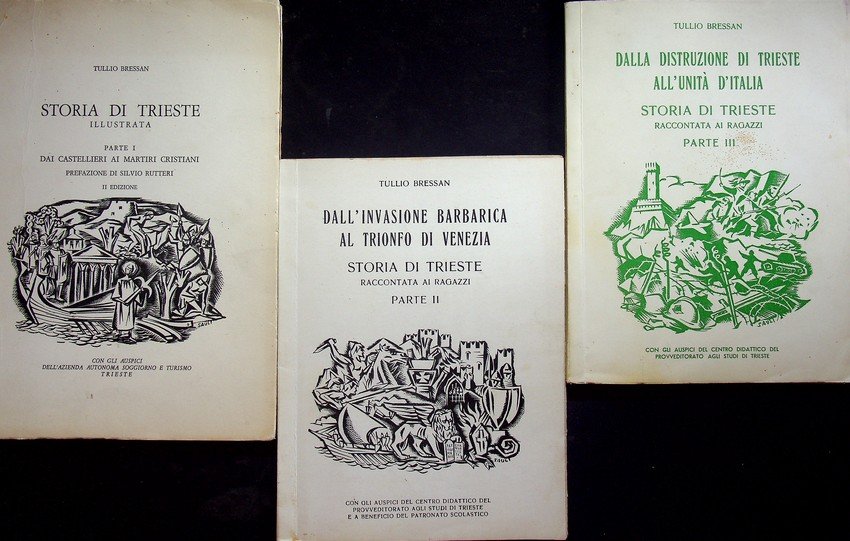 TULLIO BRESSAN
STORIA DI TRIESTE
ILLUSTRATA
PARTE I
DAI CASTELLIERI AI MARTIRI CRISTIANI
PREFAZIONE DI SILVIO RUTTERI
II EDIZIONE
SAULI
CON GLI AUSPICI
DELL'AZIENDA AUTONOMA SOGGIORNO E TURISMO
TRIESTE
TULLIO BRESSAN
DALL'INVASIONE BARBARICA
AL TRIONFO DI VENEZIA
STORIA DI TRIESTE
RACCONTATA AI RAGAZZI
PARTE II
SAULI
CON GLI AUSPICI DEL CENTRO DIDATTICO DEL
PROVVEDITORATO AGLI STUDI DI TRIESTE
E A BENEFICIO DEL PATRONATO SCOLASTICO
TULLIO BRESSAN
DALLA DISTRUZIONE DI TRIESTE
ALL'UNITÀ D'ITALIA
STORIA DI TRIESTE
RACCONTATA AI RAGAZZI
PARTE III
SAULI
CON GLI AUSPICI DEL CENTRO DIDATTICO DEL
PROVVEDITORATO AGLI STUDI DI TRIESTE